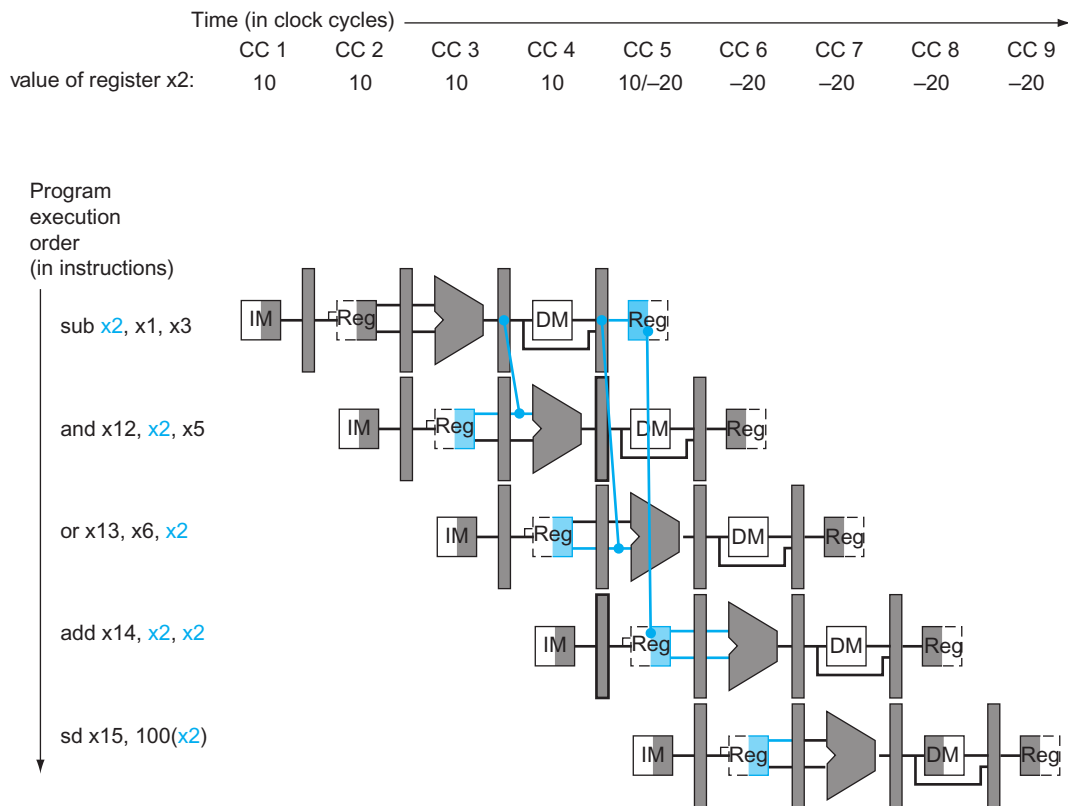 Time (in clock cycles)
CC 1 CC 2 CC 3 CC 4 CC 5 CC 6 CC 7 CC 8 CC 9
value of register x2: 10 10 10 10 10/–20 –20 –20 –20 –20
Program
execution
order
(in instructions)
sub x2, x1, x3
IM Reg DM Reg
and x12, x2, x5
IM Reg DM Reg
or x13, x6, x2
IM Reg DM Reg
add x14, x2, x2
IM Reg DM Reg
sd x15, 100(x2)
IM Reg DM Reg